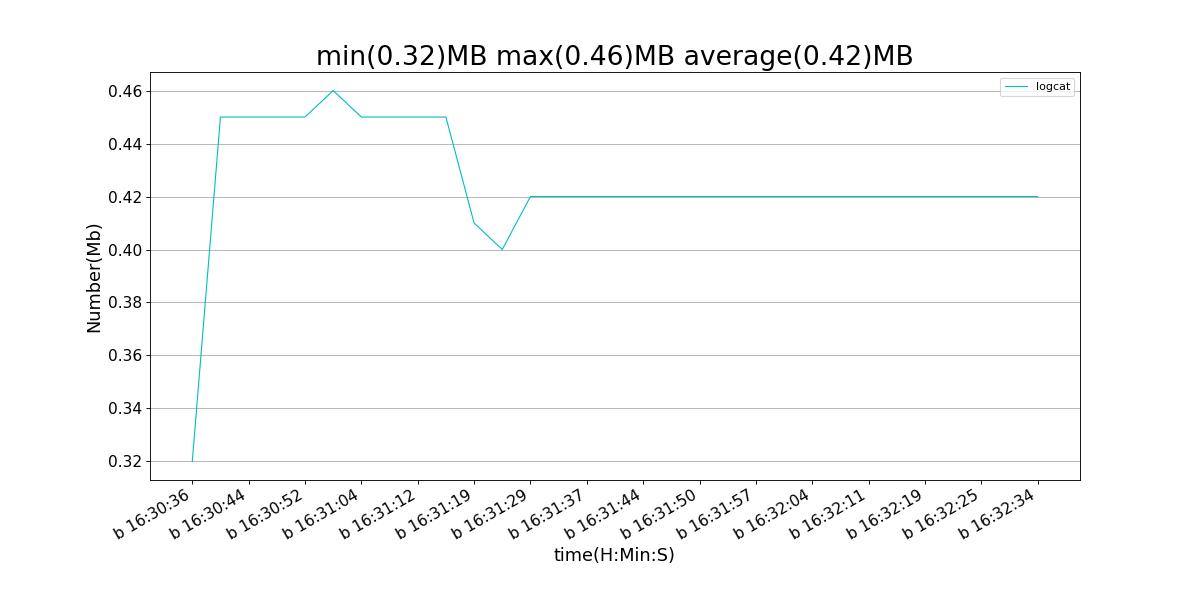 min(0.32)MB max(0.46)MB average(0.42)MB
logcat
0.46
0.44
0.42
0.40
0.38
0.36
0.34
0.32
Number(Mb)
b 16:30:36
b 16:30:44
b 16:30:52
b 16:31:04
b 16:31:12
b 16:31:19
b 16:31:29
b 16:31:37
b 16:31:44
b 16:31:50
b 16:31:57
b 16:32:04
b 16:32:11
b 16:32:19
b 16:32:25
b 16:32:34
time(H:Min:S)